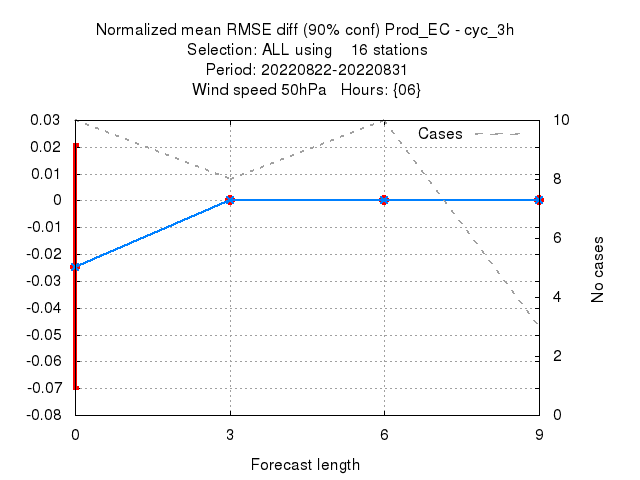 Normalized mean RMSE diff (90% conf) Prod_EC - cyc_3h
Selection: ALL using    16 stations
Period: 20220822-20220831
Wind speed 50hPa   Hours: {06}
Cases
0.03
0.02
0.01
0
-0.01
-0.02
-0.03
-0.04
-0.05
-0.06
-0.07
-0.08
10
8
6
4
2
0
No cases
0 3 6 9
Forecast length